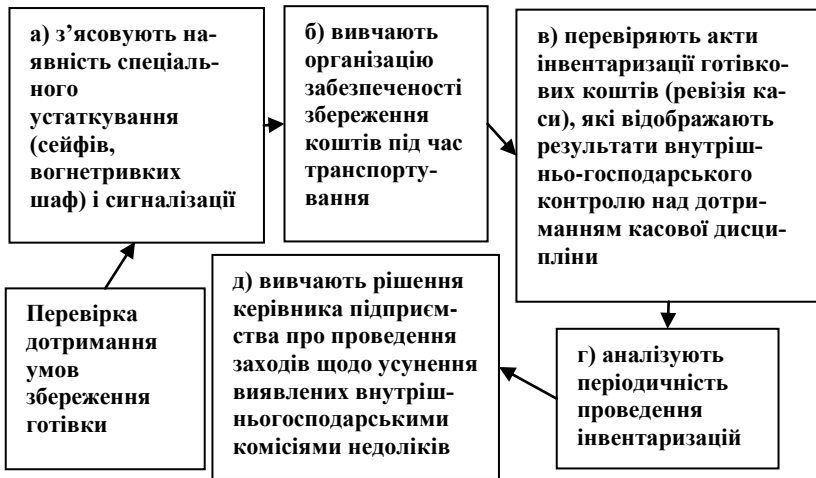 а) з’ясовують на-
явність спеціаль-
ного
устаткування
(сейфів,
вогнетривких
шаф) і сигналізації
б) вивчають
організацію
забезпеченості
збереження
коштів під час
транспорту-
вання
в) перевіряють акти
інвентаризації готівко-
вих коштів (ревізія ка-
си), які відображають
результати внутріш-
ньо-господарського
контролю над дотри-
манням касової дисци-
пліни
Перевірка
дотримання
умов
збереження
готівки
д) вивчають рішення
керівника підприєм-
ства про проведення
заходів щодо усунення
виявлених внутріш-
ньогосподарськими
комісіями недоліків
г) аналізують
періодичність
проведення
інвентаризацій